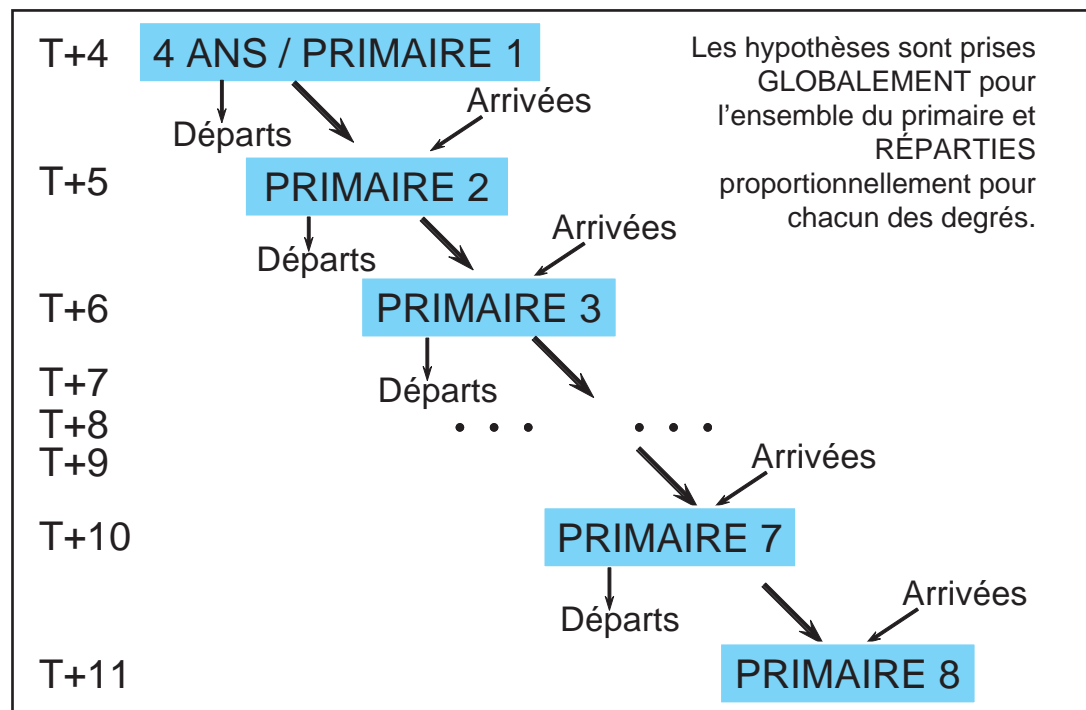 T+4
4 ANS / PRIMAIRE 1
Les hypothèses sont prises
GLOBALEMENT pour
l'ensemble du primaire et
RÉPARTIES
proportionnellement pour
chacun des degrés.
Départs
Arrivées
T+5
PRIMAIRE 2
Départs
Arrivées
T+6
PRIMAIRE 3
T+7
Départs
T+8
• • • • • •
T+9
Arrivées
T+10
PRIMAIRE 7
Départs
Arrivées
T+11
PRIMAIRE 8